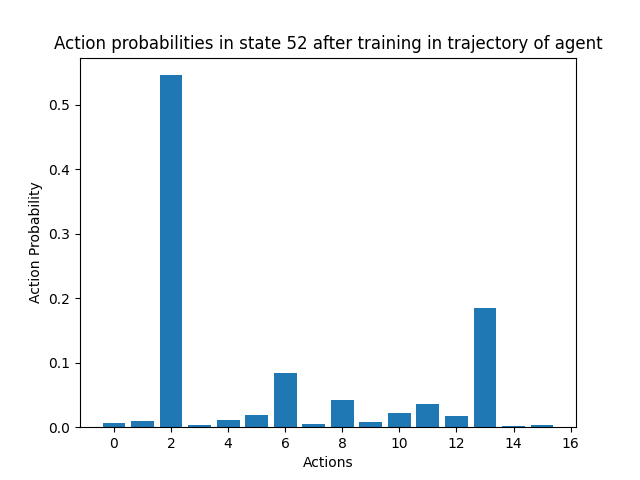 Action probabilities in state 52 after training in trajectory of agent
Action Probability
0.5
0.4
0.3
0.2
0.1
0.0
0 2 4 6 8 10 12 14 16
Actions